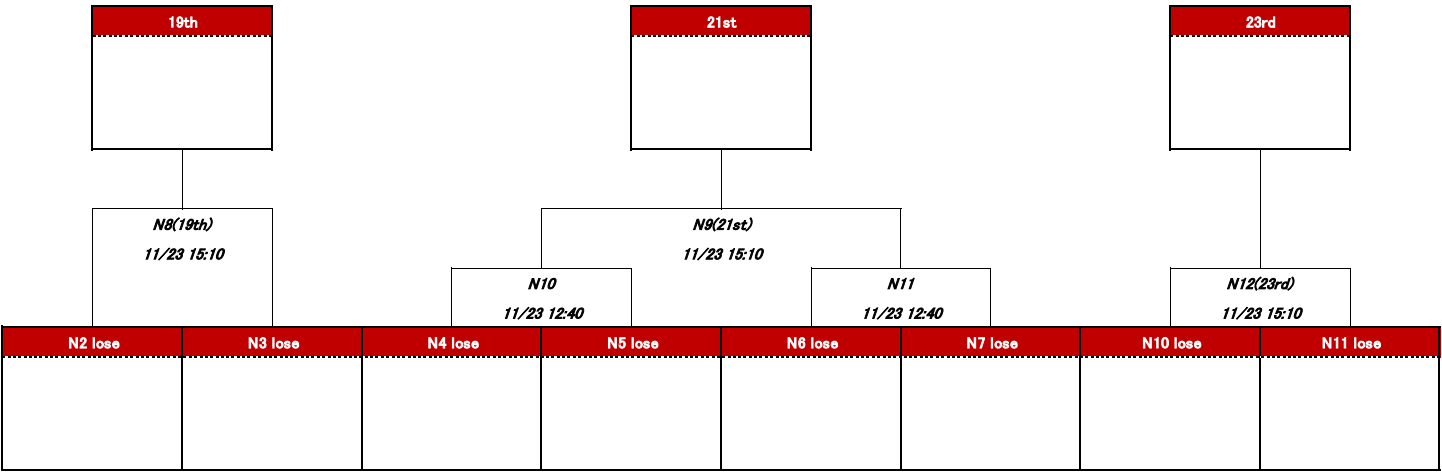 19th
21st
23rd
N8(19th)
N9(21st)
11/23 15:10
11/23 15:10
N10
N11
N12(23rd)
11/23 12:40
11/23 12:40
11/23 15:10
N2 lose
N3 lose
N4 lose
N5 lose
N6 lose
N7 lose
N10 lose
N11 lose